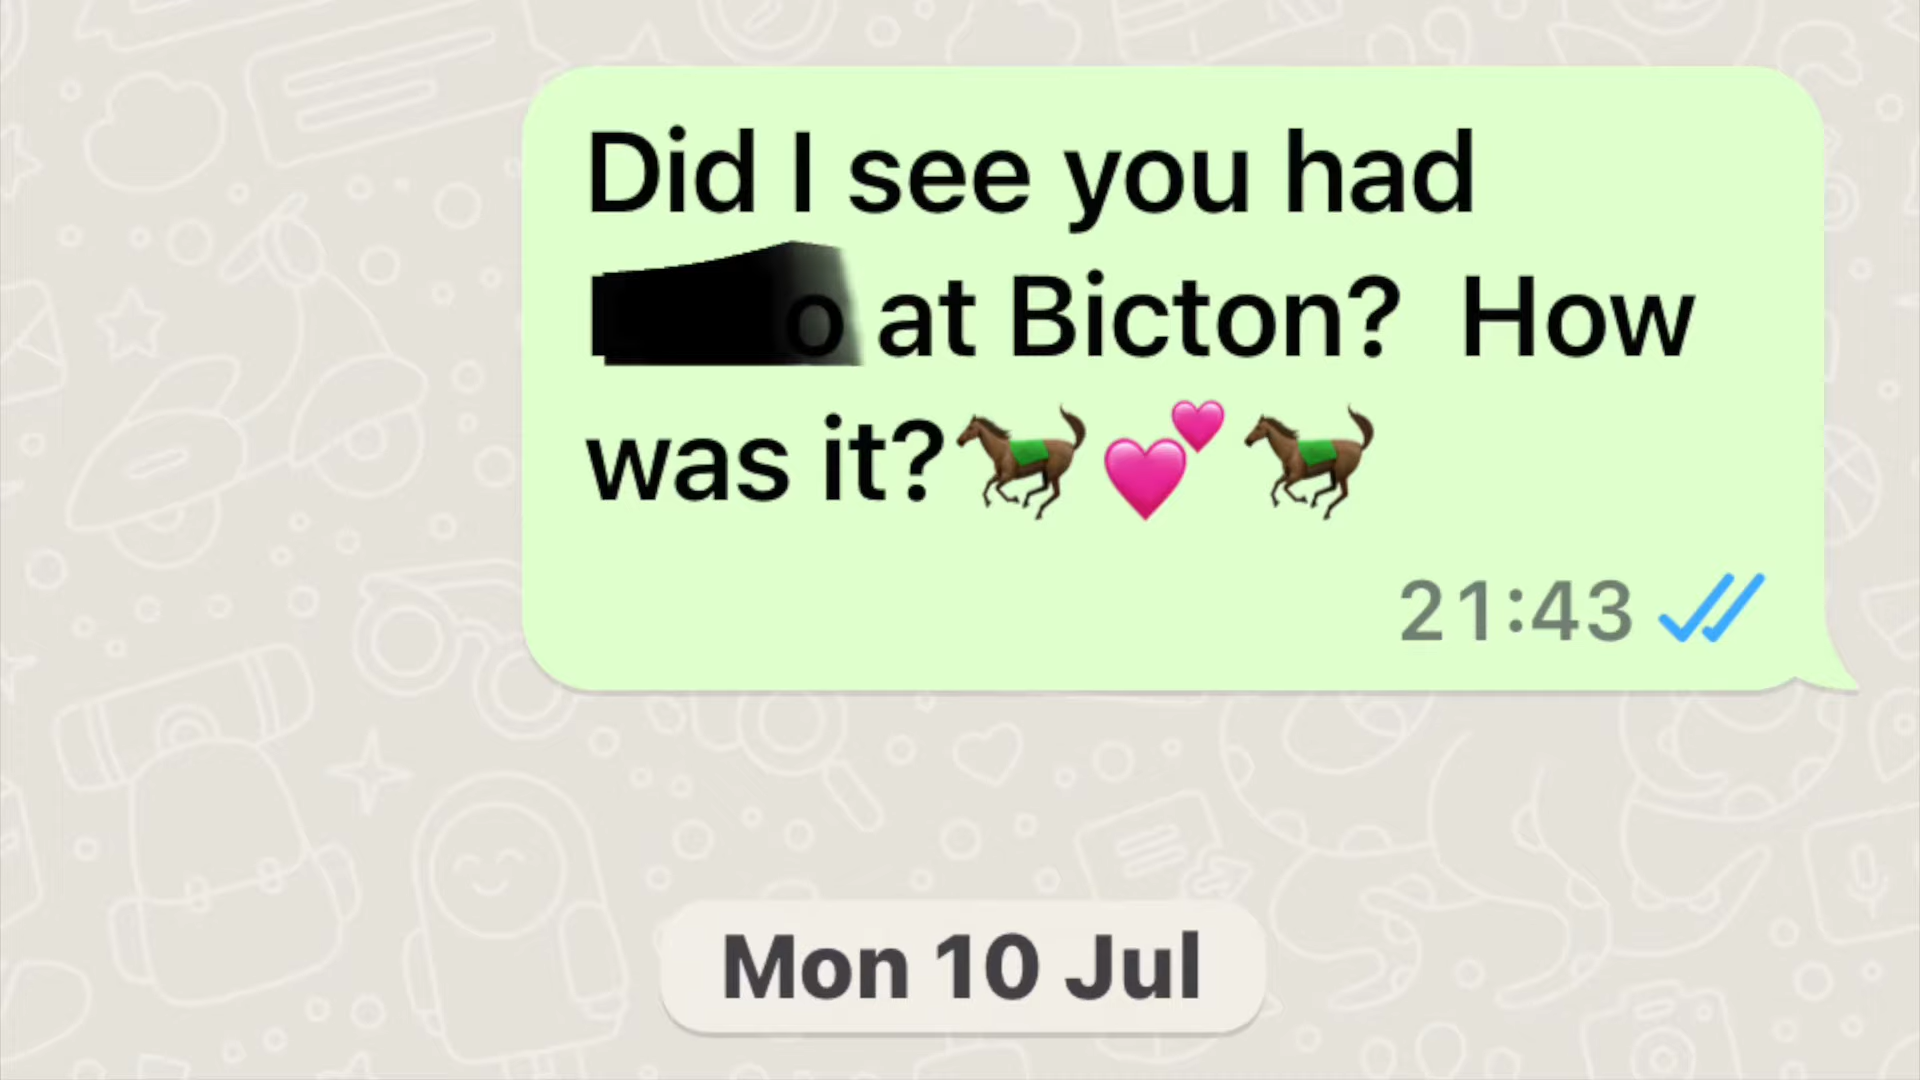 Did I see you had
at Bicton?  How
was it?🐎💕🐎
21:43
Mon 10 Jul